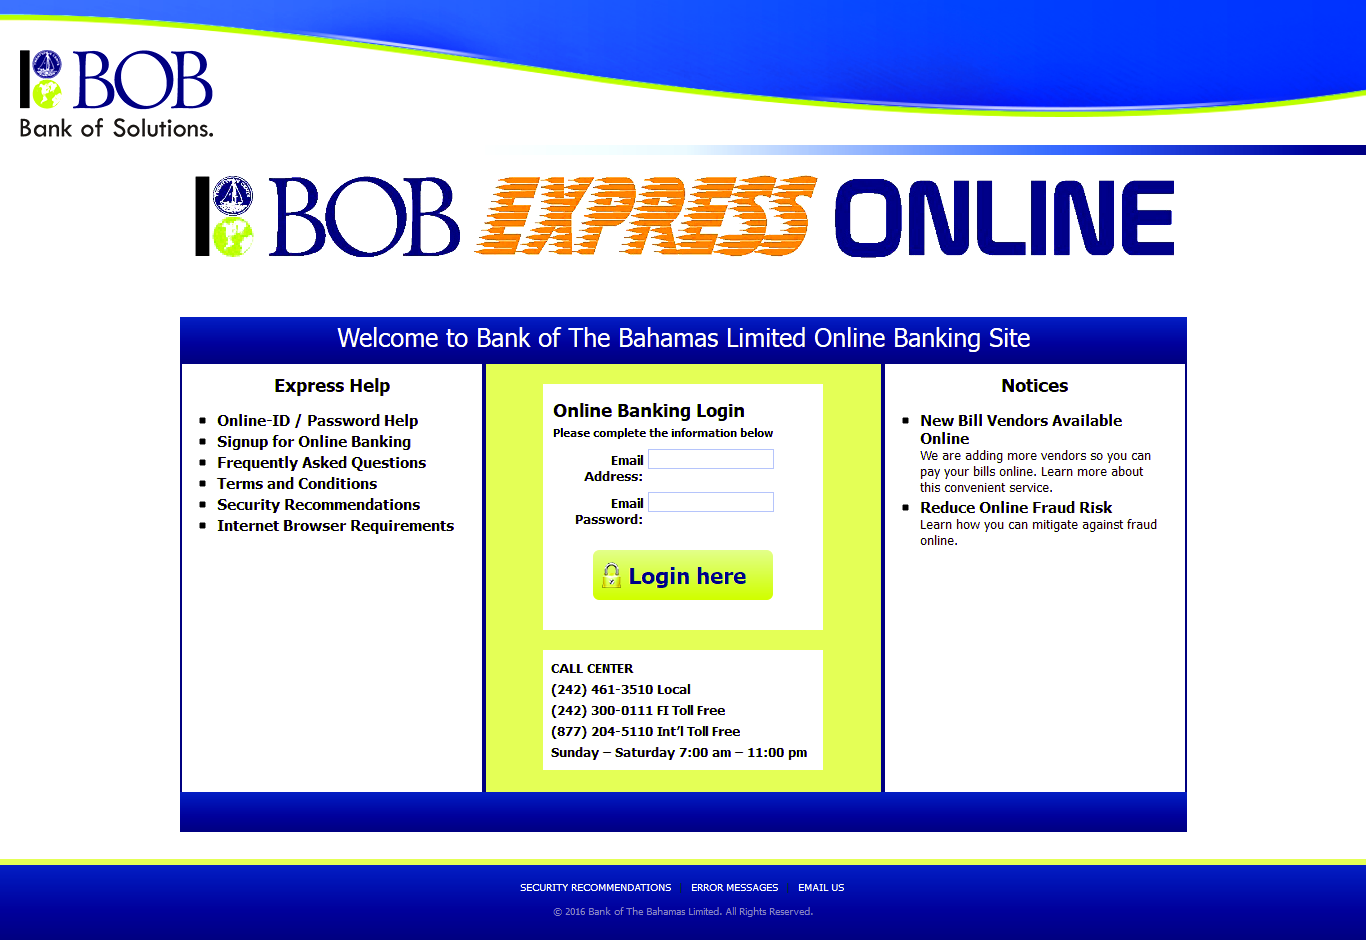 BOB
Bank of Solutions.
BOB EXPRESS ONLINE
Welcome to Bank of The Bahamas Limited Online Banking Site
Express Help
Online-ID / Password Help
Signup for Online Banking
Frequently Asked Questions
Terms and Conditions
Security Recommendations
Internet Browser Requirements
Online Banking Login
Please complete the information below
Email
Address:
Email
Password:
Login here
CALL CENTER
(242) 461-3510 Local
(242) 300-0111 FI Toll Free
(877) 204-5110 Int’l Toll Free
Sunday – Saturday 7:00 am – 11:00 pm
Notices
New Bill Vendors Available
Online
We are adding more vendors so you can
pay your bills online. Learn more about
this convenient service.
Reduce Online Fraud Risk
Learn how you can mitigate against fraud
online.
SECURITY RECOMMENDATIONS | ERROR MESSAGES | EMAIL US
© 2016 Bank of The Bahamas Limited. All Rights Reserved.